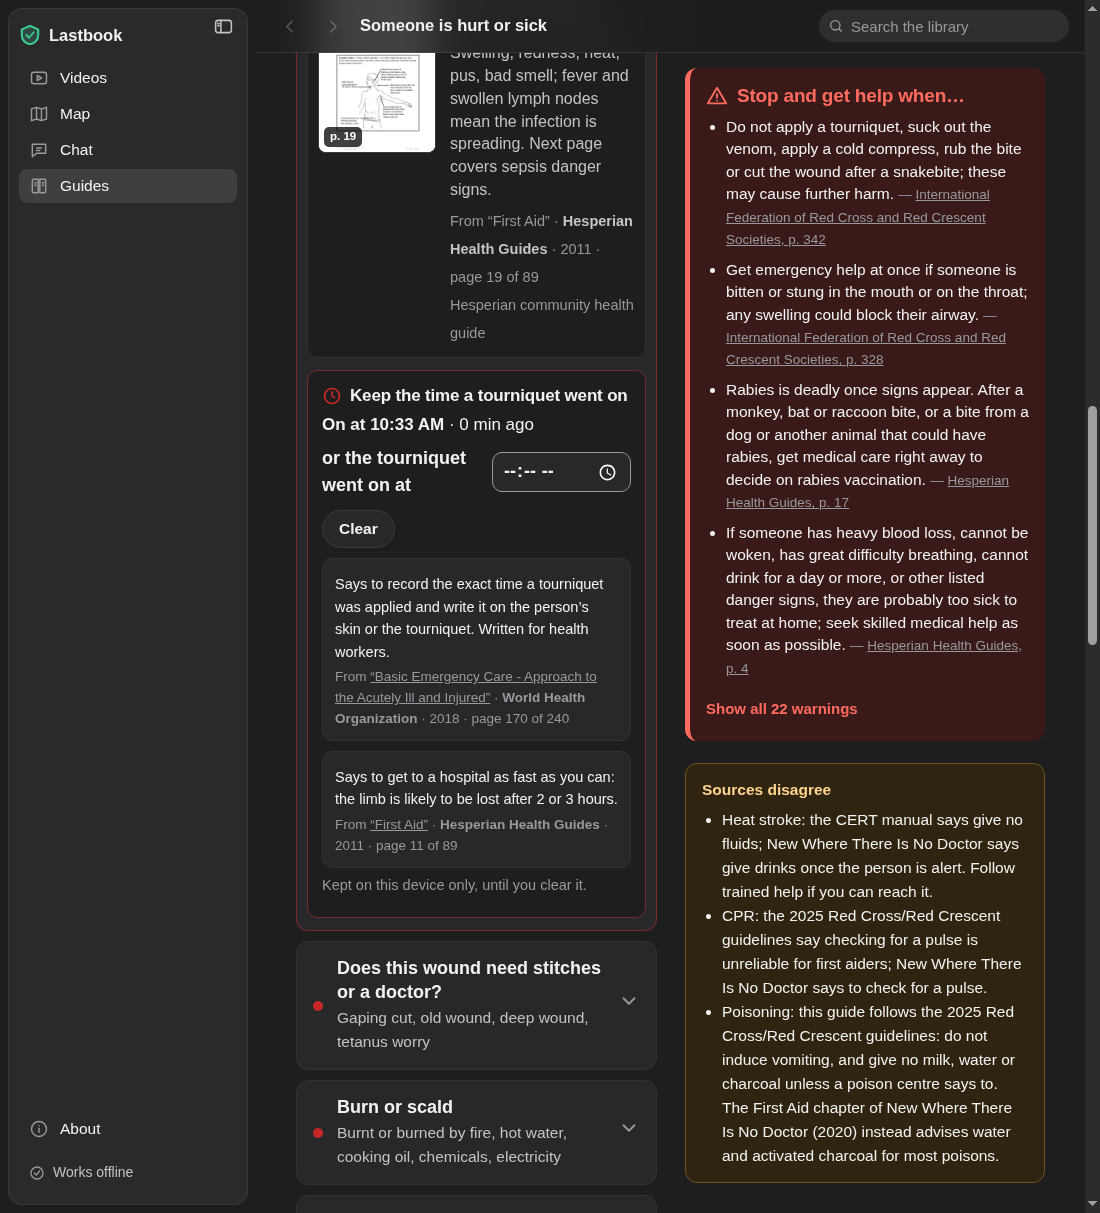 Lastbook
Videos
Map
Chat
Guides
About
Works offline
Someone is hurt or sick
Search the library
Swelling, redness, heat,
pus, bad smell; fever and
swollen lymph nodes
mean the infection is
spreading. Next page
covers sepsis danger
signs.
p. 19
From “First Aid” · Hesperian
Health Guides · 2011 ·
page 19 of 89
Hesperian community health
guide
Keep the time a tourniquet went on
On at 10:33 AM · 0 min ago
or the tourniquet
went on at
--:-- --
Clear
Says to record the exact time a tourniquet
was applied and write it on the person’s
skin or the tourniquet. Written for health
workers.
From “Basic Emergency Care - Approach to
the Acutely Ill and Injured” · World Health
Organization · 2018 · page 170 of 240
Says to get to a hospital as fast as you can:
the limb is likely to be lost after 2 or 3 hours.
From “First Aid” · Hesperian Health Guides ·
2011 · page 11 of 89
Kept on this device only, until you clear it.
Does this wound need stitches
or a doctor?
Gaping cut, old wound, deep wound,
tetanus worry
Burn or scald
Burnt or burned by fire, hot water,
cooking oil, chemicals, electricity
Stop and get help when…
Do not apply a tourniquet, suck out the
venom, apply a cold compress, rub the bite
or cut the wound after a snakebite; these
may cause further harm. — International
Federation of Red Cross and Red Crescent
Societies, p. 342
Get emergency help at once if someone is
bitten or stung in the mouth or on the throat;
any swelling could block their airway. —
International Federation of Red Cross and Red
Crescent Societies, p. 328
Rabies is deadly once signs appear. After a
monkey, bat or raccoon bite, or a bite from a
dog or another animal that could have
rabies, get medical care right away to
decide on rabies vaccination. — Hesperian
Health Guides, p. 17
If someone has heavy blood loss, cannot be
woken, has great difficulty breathing, cannot
drink for a day or more, or other listed
danger signs, they are probably too sick to
treat at home; seek skilled medical help as
soon as possible. — Hesperian Health Guides,
p. 4
Show all 22 warnings
Sources disagree
Heat stroke: the CERT manual says give no
fluids; New Where There Is No Doctor says
give drinks once the person is alert. Follow
trained help if you can reach it.
CPR: the 2025 Red Cross/Red Crescent
guidelines say checking for a pulse is
unreliable for first aiders; New Where There
Is No Doctor says to check for a pulse.
Poisoning: this guide follows the 2025 Red
Cross/Red Crescent guidelines: do not
induce vomiting, and give no milk, water or
charcoal unless a poison centre says to.
The First Aid chapter of New Where There
Is No Doctor (2020) instead advises water
and activated charcoal for most poisons.